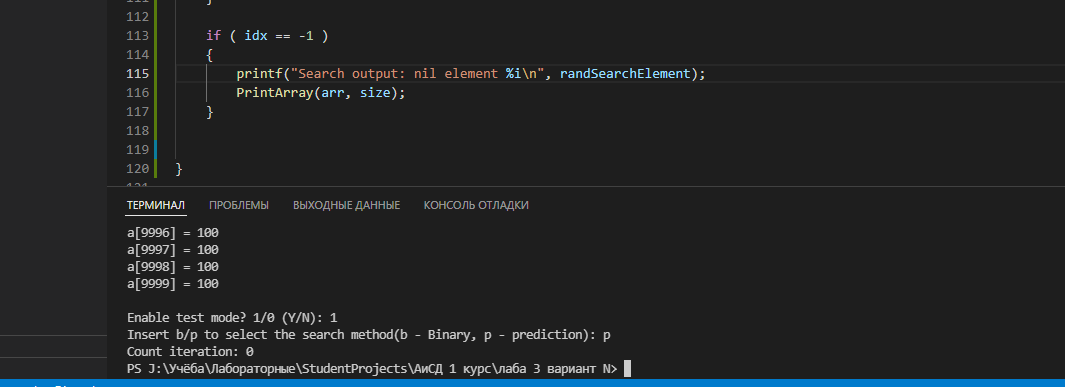 112
113 if ( idx == -1 )
114 {
115 printf("Search output: nil element %i\n", randSearchElement);
116 PrintArray(arr, size);
117 }
118
119
120 }
ТЕРМИНАЛ ПРОБЛЕМЫ ВЫХОДНЫЕ ДАННЫЕ КОНСОЛЬ ОТЛАДКИ
a[9996] = 100
a[9997] = 100
a[9998] = 100
a[9999] = 100
Enable test mode? 1/0 (Y/N): 1
Insert b/p to select the search method(b - Binary, p - prediction): p
Count iteration: 0
PS J:\Учёба\Лабораторные\StudentProjects\АиСД 1 курс\лаба 3 вариант N>